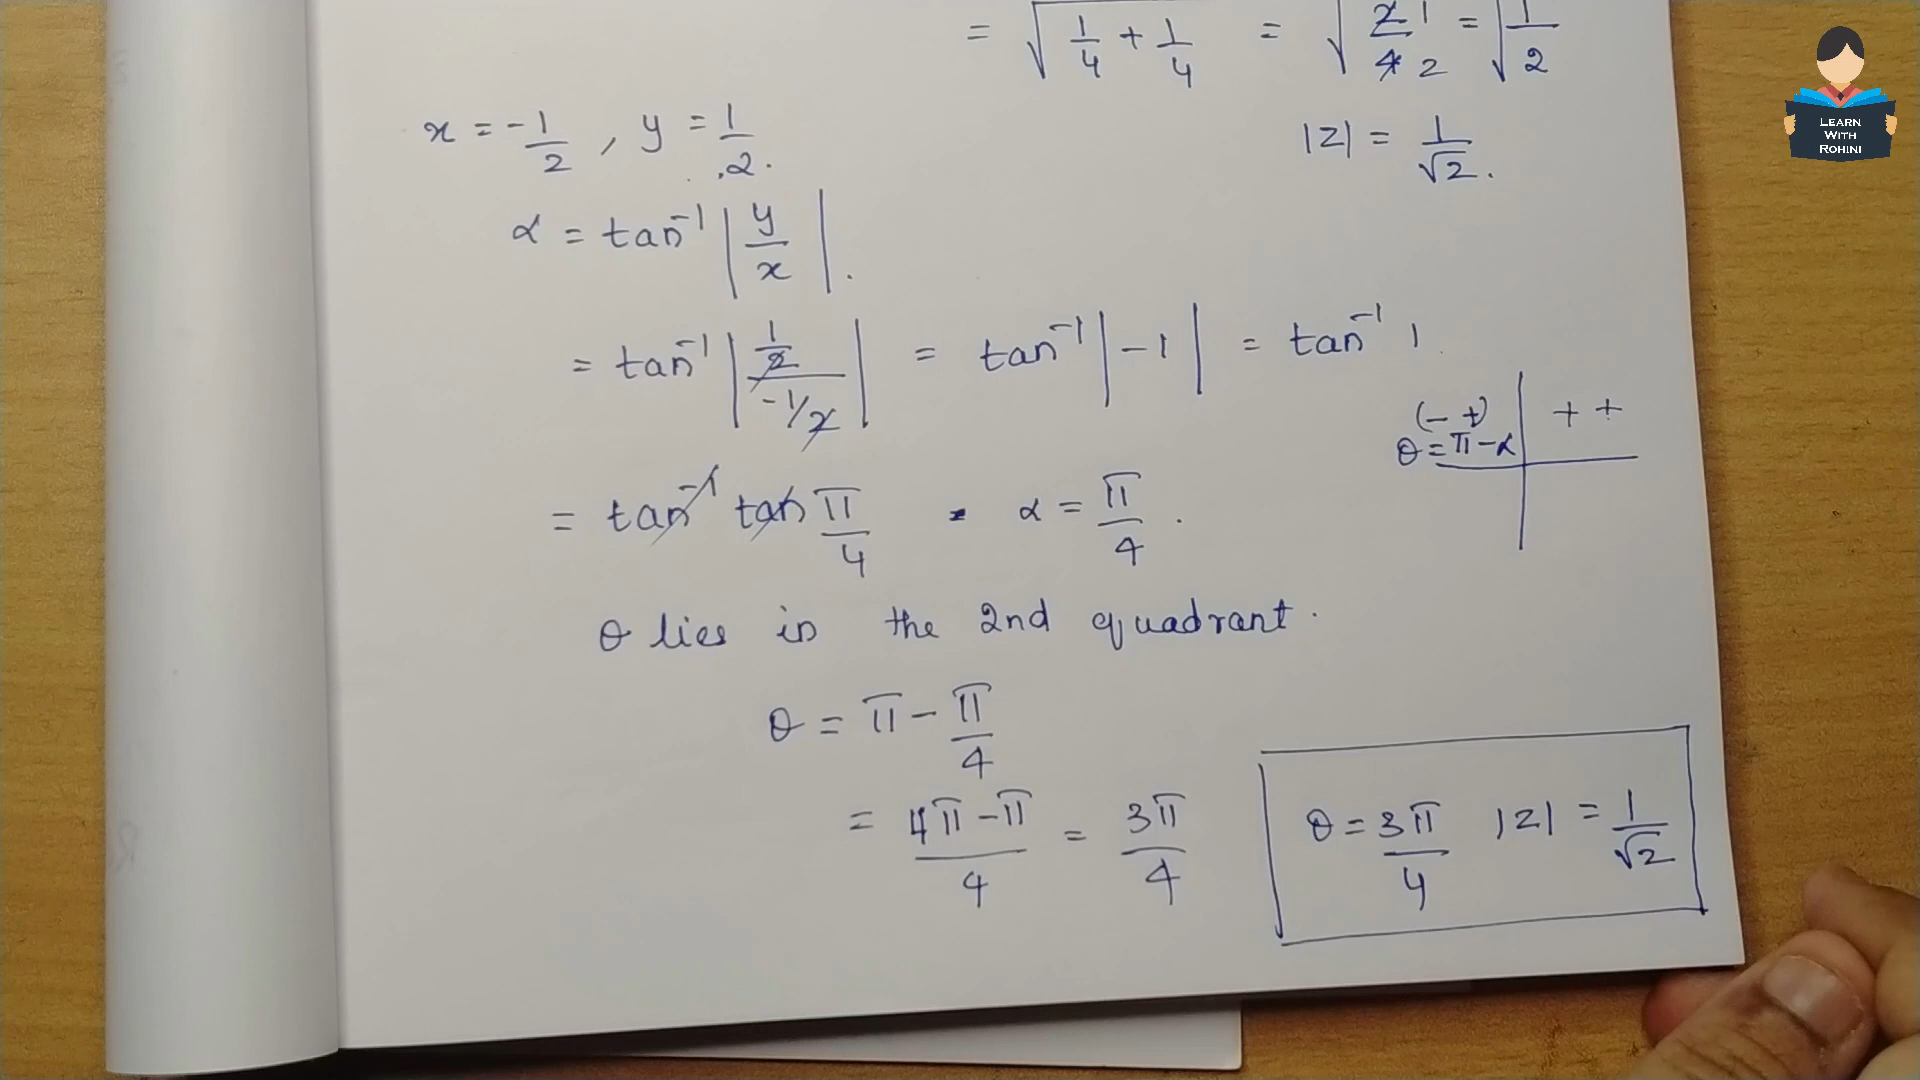 = √(1/4 + 1/4) = √(2/4 1/2) = √(1/2)
x = -1/2 , y = 1/2.
|z| = 1/√2.
α = tan⁻¹ |y/x|.
= tan⁻¹ |(1/2)/(-1/2)| = tan⁻¹ |-1| = tan⁻¹ 1
(- +) + +
θ = π-α
= tan⁻¹ tan π/4 = α = π/4.
θ lies in the 2nd quadrant.
θ = π - π/4
= (4π - π)/4 = 3π/4
θ = 3π/4 |z| = 1/√2
LEARN
WITH
ROHINI